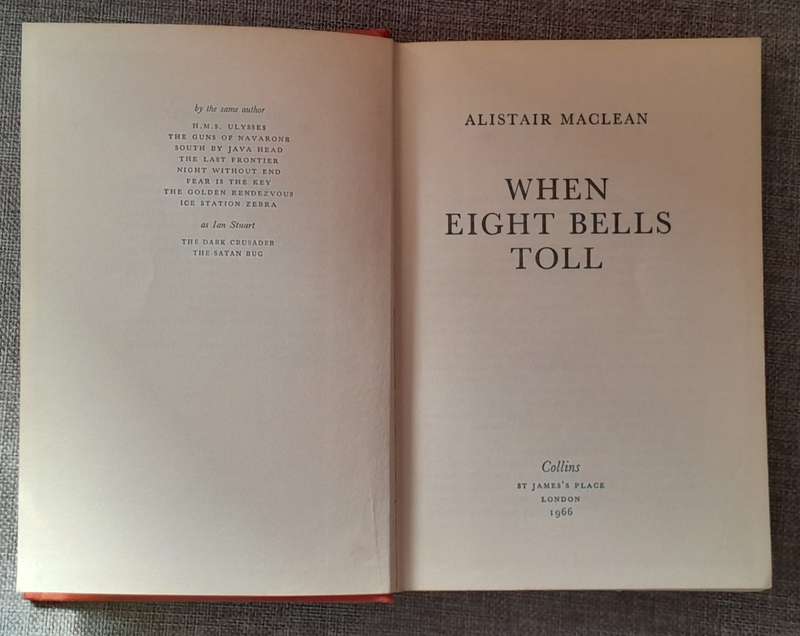 by the same author
H.M.S. ULYSSES
THE GUNS OF NAVARONE
SOUTH BY JAVA HEAD
THE LAST FRONTIER
NIGHT WITHOUT END
FEAR IS THE KEY
THE GOLDEN RENDEZVOUS
ICE STATION ZEBRA
as Ian Stuart
THE DARK CRUSADER
THE SATAN BUG
ALISTAIR MACLEAN
WHEN
EIGHT BELLS
TOLL
Collins
ST JAMES'S PLACE
LONDON
1966